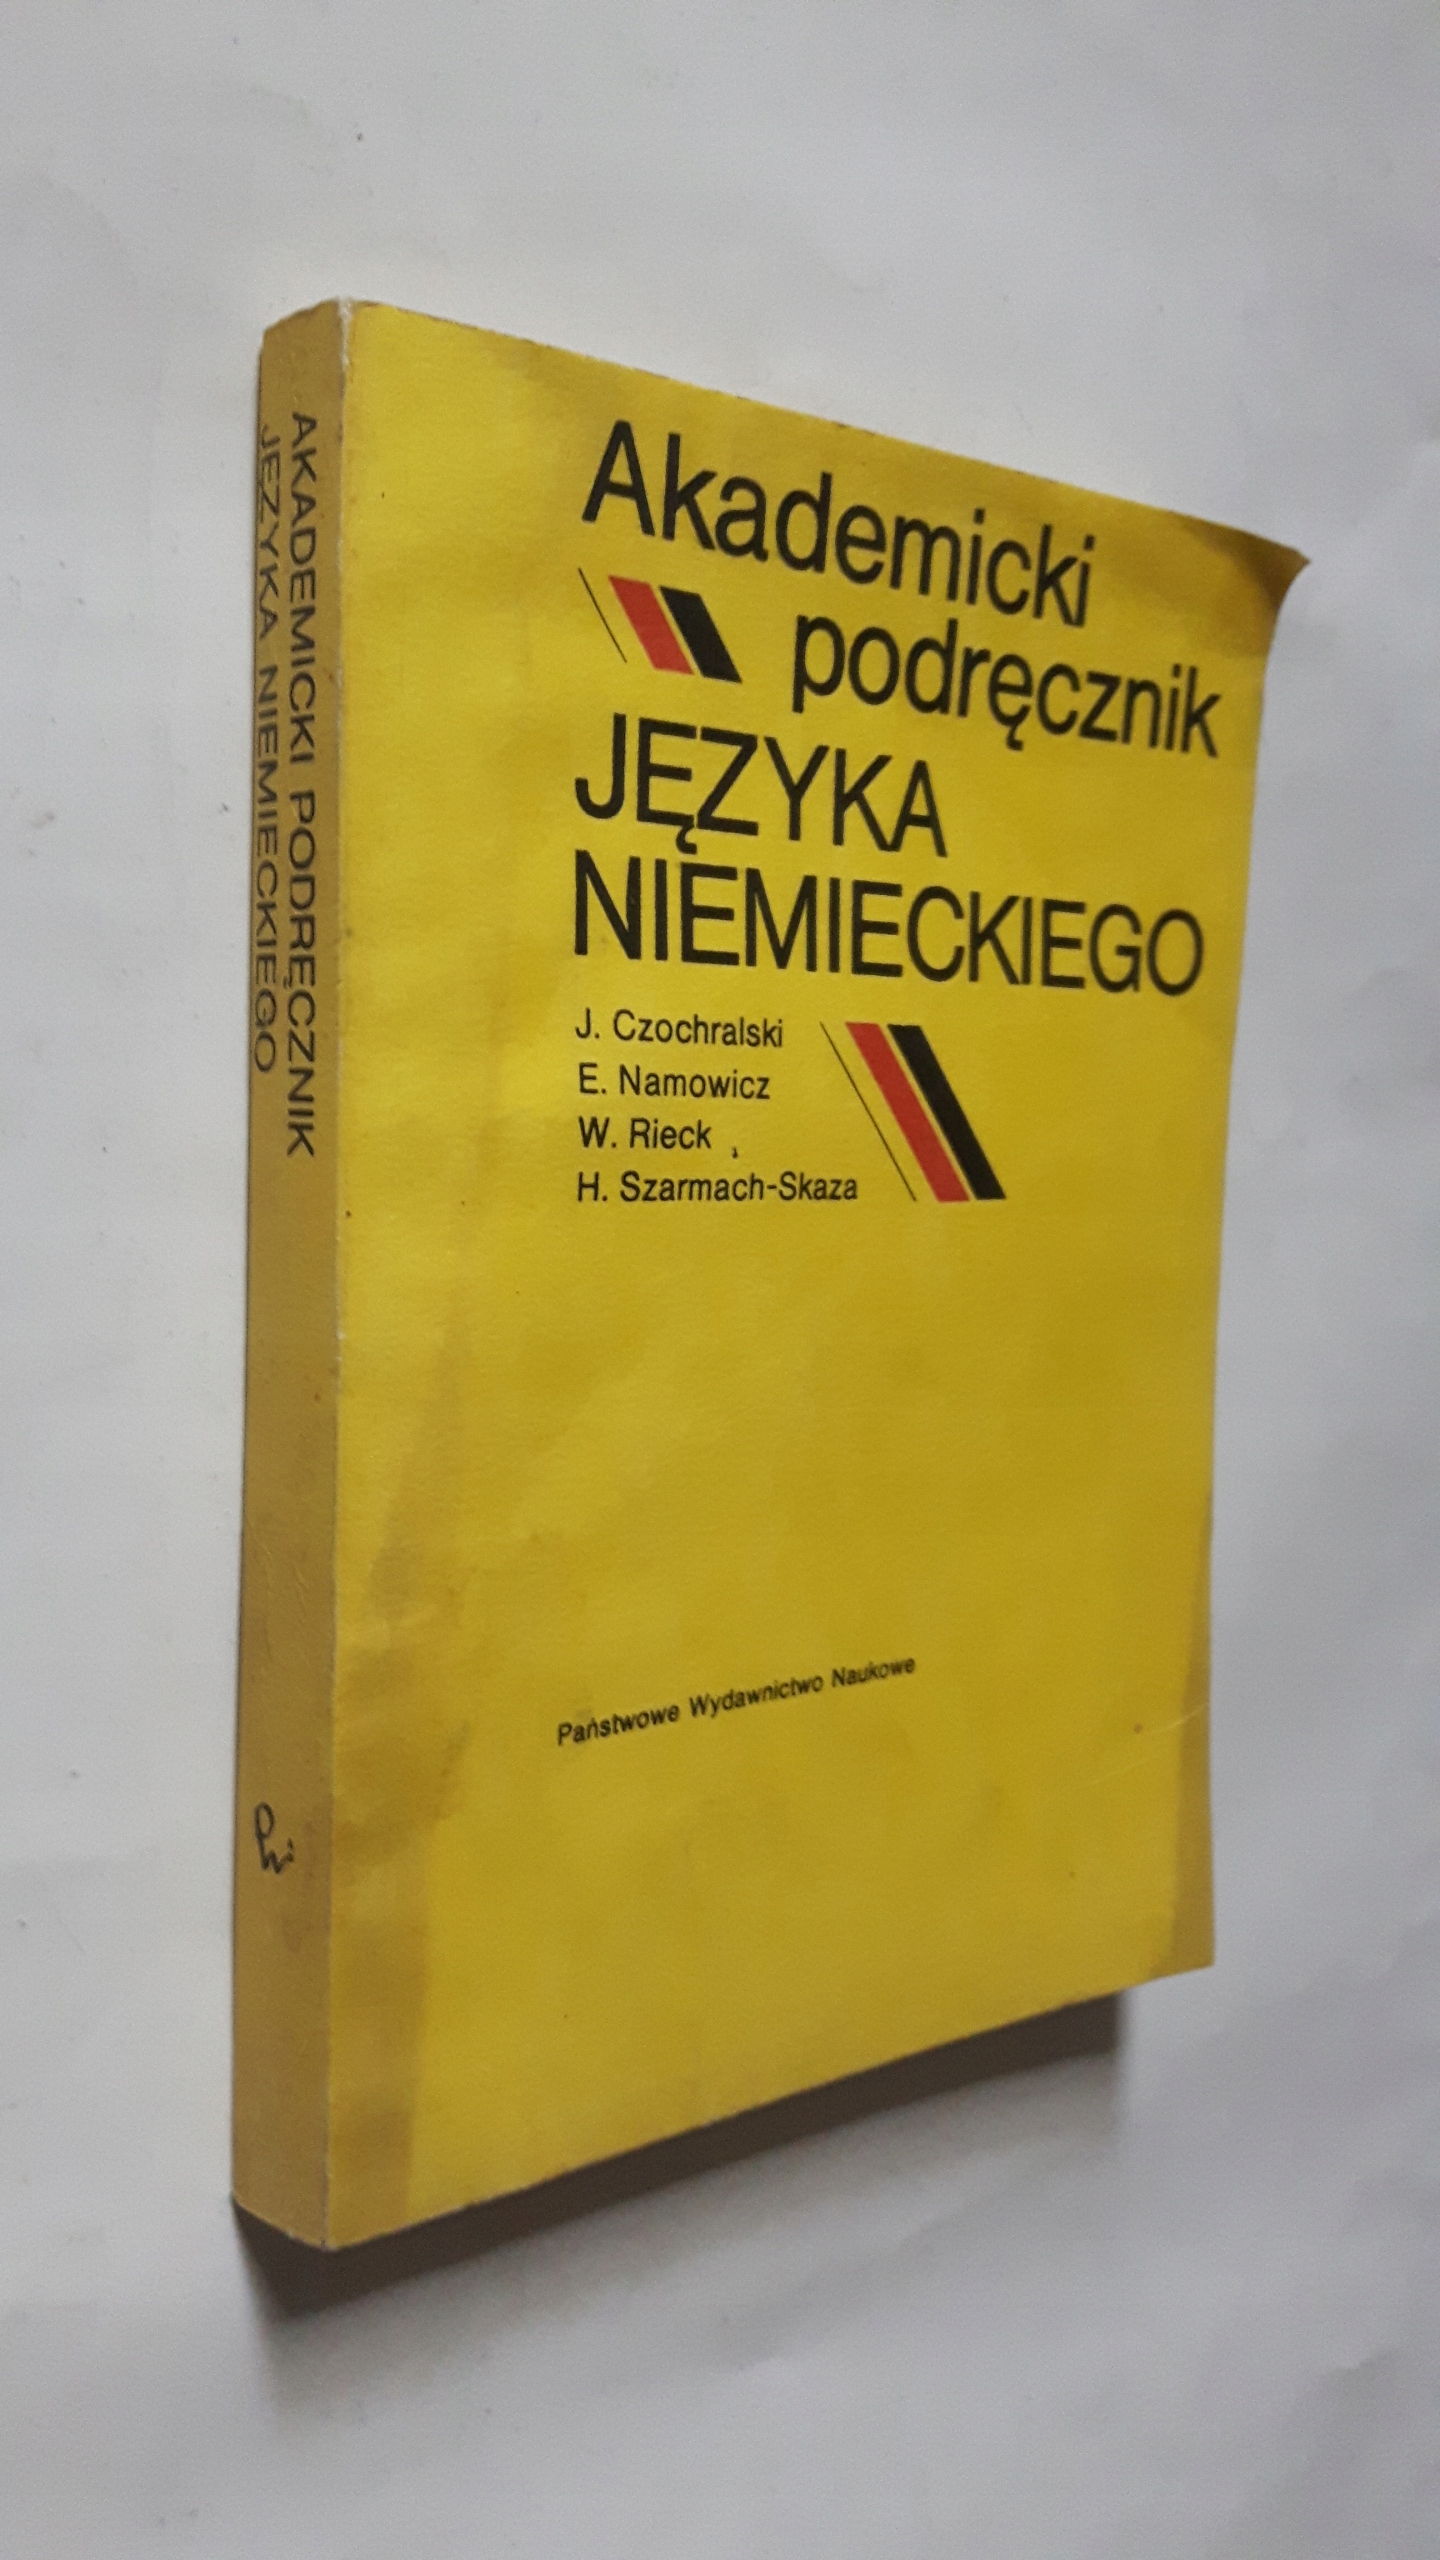 AKADEMICKI PODRĘCZNIK
JĘZYKA NIEMIECKIEGO
Akademicki
podręcznik
JĘZYKA
NIEMIECKIEGO
J. Czochralski
E. Namowicz
W. Rieck
H. Szarmach-Skaza
Państwowe Wydawnictwo Naukowe